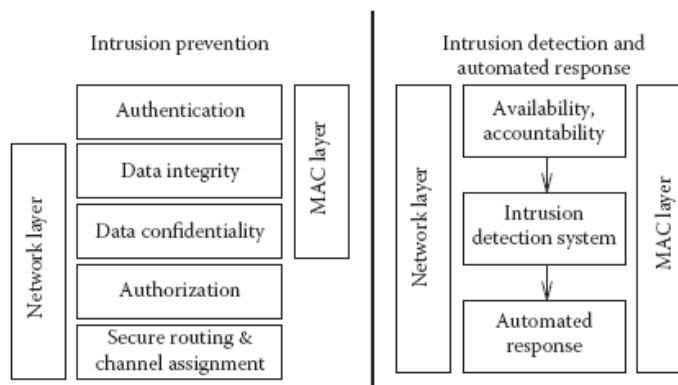 Intrusion prevention
Authentication
Data integrity
Data confidentiality
Authorization
Secure routing &
channel assignment
Network layer
MAC layer
Intrusion detection and
automated response
Network layer
Availability,
accountability
Intrusion
detection system
Automated
response
MAC layer